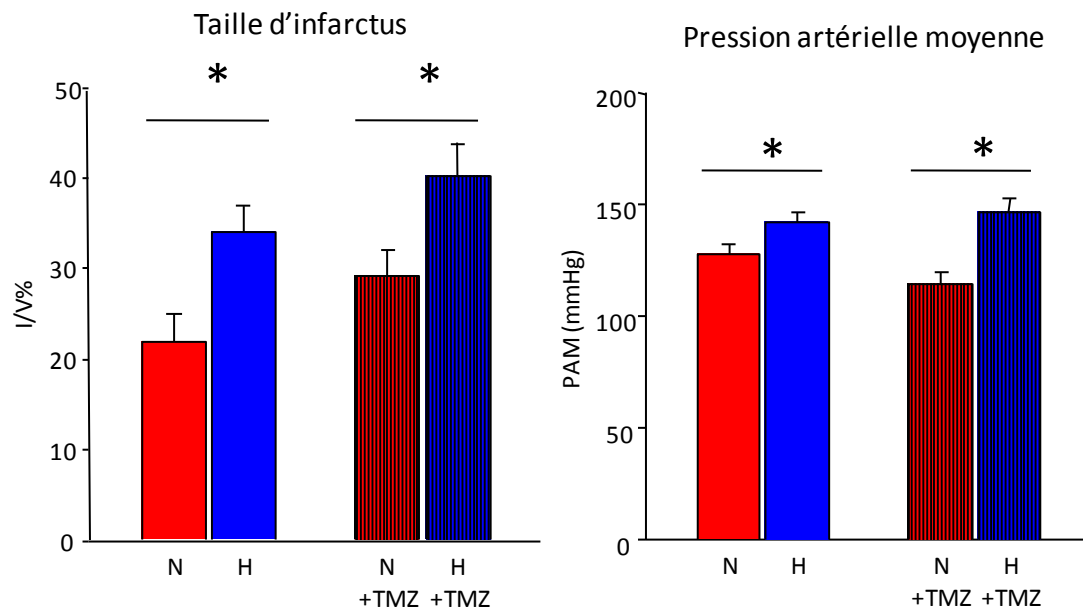 Taille d'infarctus
*
*
50
40
30
20
10
0
I/V%
N H N H
+TMZ +TMZ
Pression artérielle moyenne
*
*
200
150
100
50
0
PAM (mmHg)
N H N H
+TMZ +TMZ